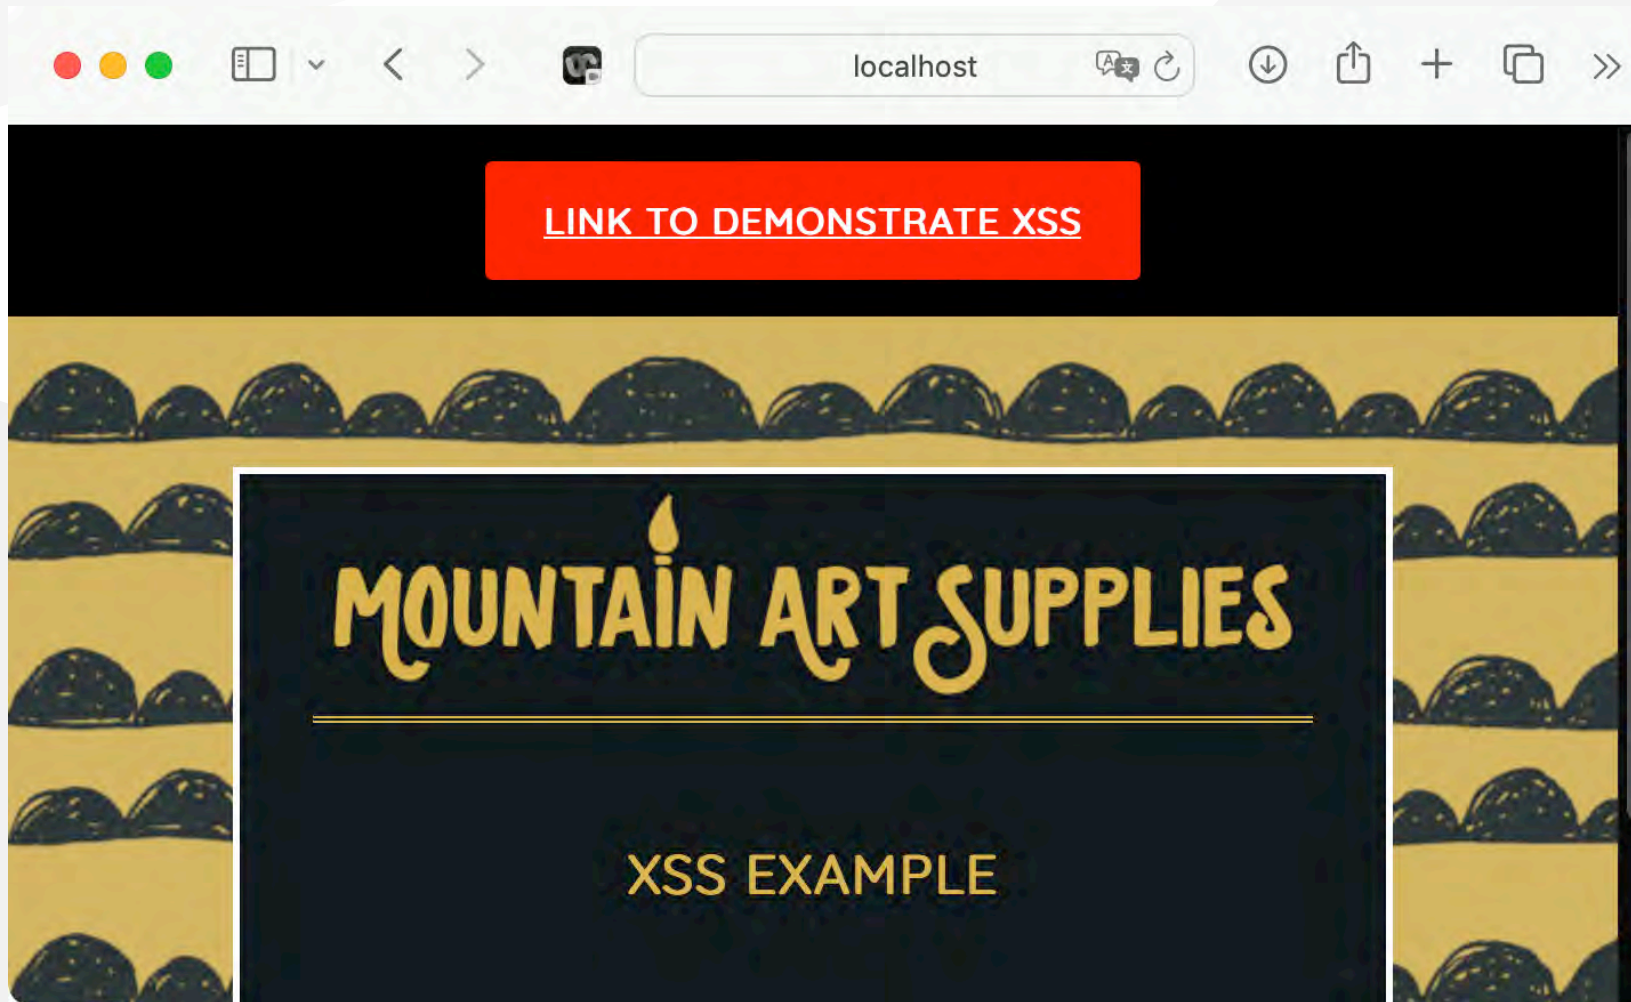 localhost
LINK TO DEMONSTRATE XSS
MOUNTAIN ART SUPPLIES
XSS EXAMPLE